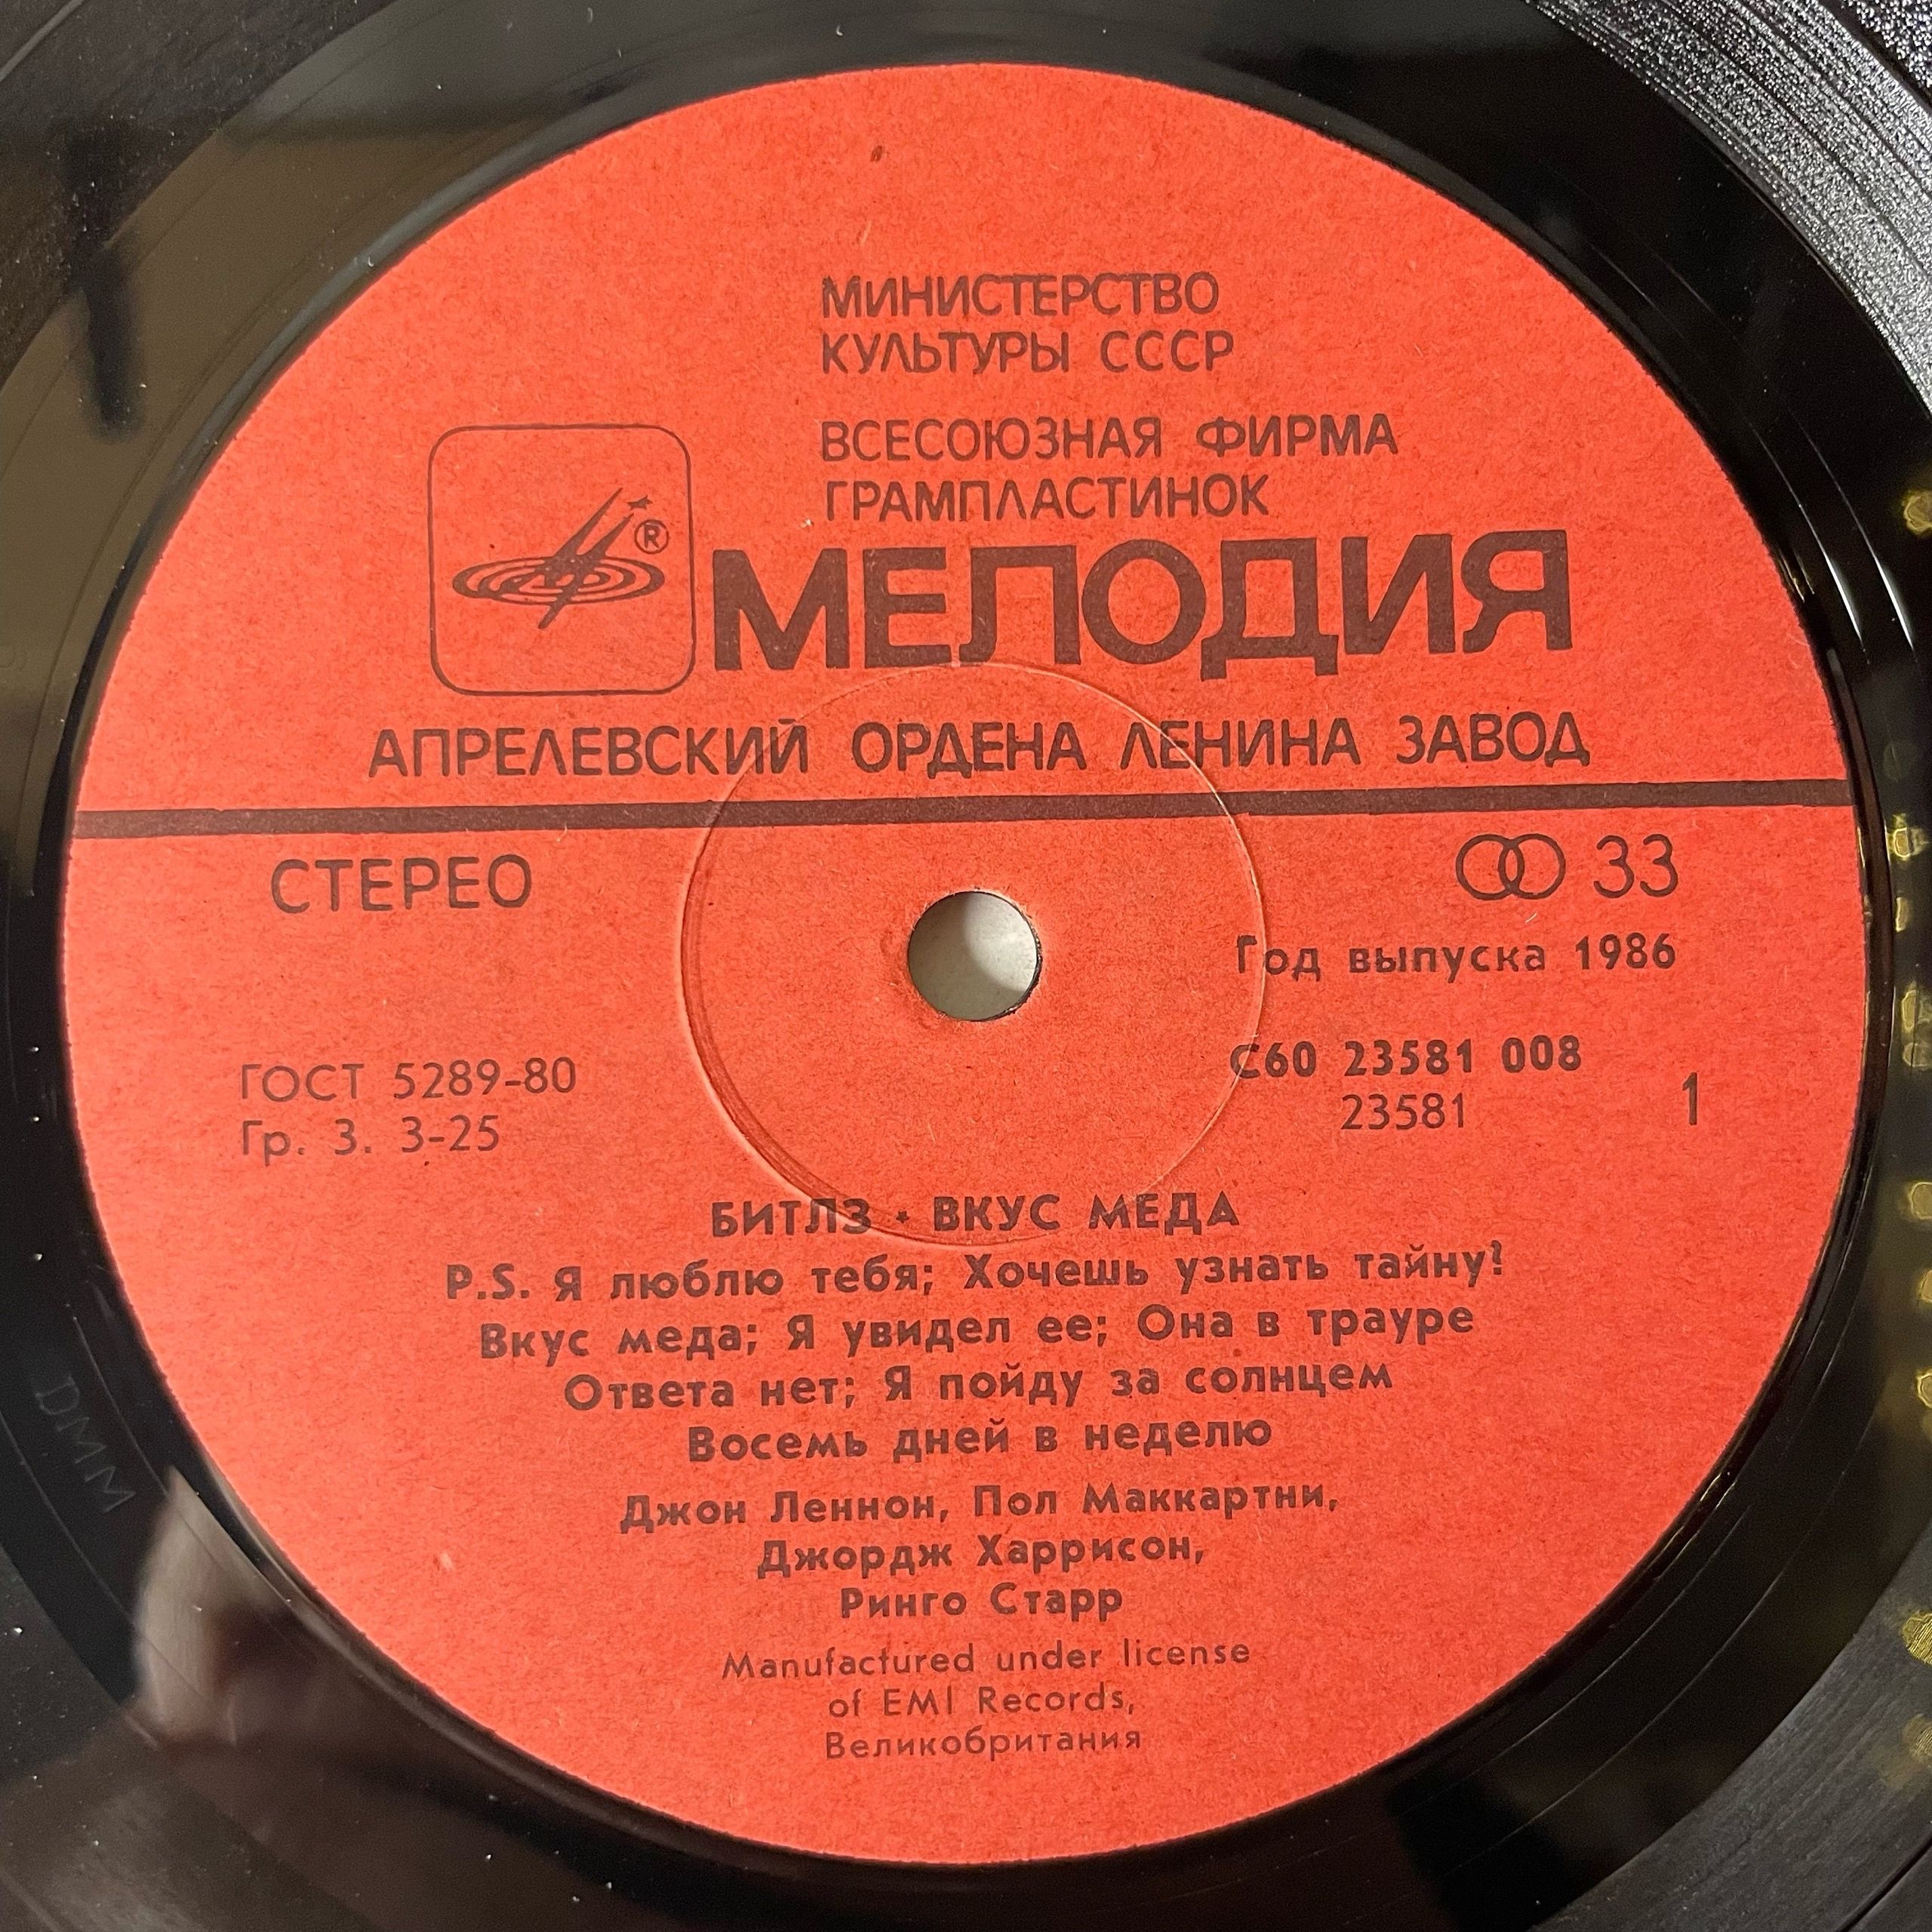 МИНИСТЕРСТВО
КУЛЬТУРЫ СССР
ВСЕСОЮЗНАЯ ФИРМА
ГРАМПЛАСТИНОК
®
МЕЛОДИЯ
АПРЕЛЕВСКИЙ ОРДЕНА ЛЕНИНА ЗАВОД
СТЕРЕО
33
Год выпуска 1986
ГОСТ 5289-80
Гр. 3. 3-25
С60 23581 008
23581
1
БИТЛЗ · ВКУС МЕДА
P.S. Я люблю тебя; Хочешь узнать тайну?
Вкус меда; Я увидел ее; Она в трауре
Ответа нет; Я пойду за солнцем
Восемь дней в неделю
Джон Леннон, Пол Маккартни,
Джордж Харрисон,
Ринго Старр
Manufactured under license
of EMI Records,
Великобритания
DMM